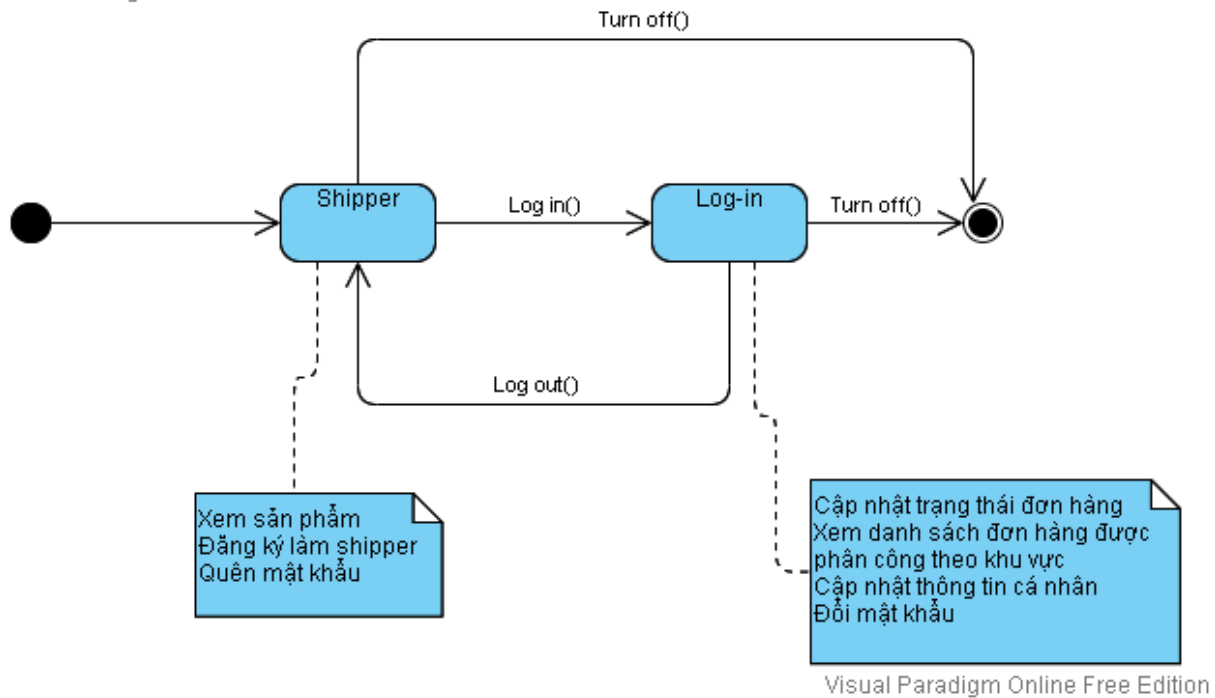 Turn off()
Shipper
Log in()
Log-in
Turn off()
Log out()
Xem sản phẩm
Đăng ký làm shipper
Quên mật khẩu
Cập nhật trạng thái đơn hàng
Xem danh sách đơn hàng được
phân công theo khu vực
Cập nhật thông tin cá nhân
Đổi mật khẩu
Visual Paradigm Online Free Edition